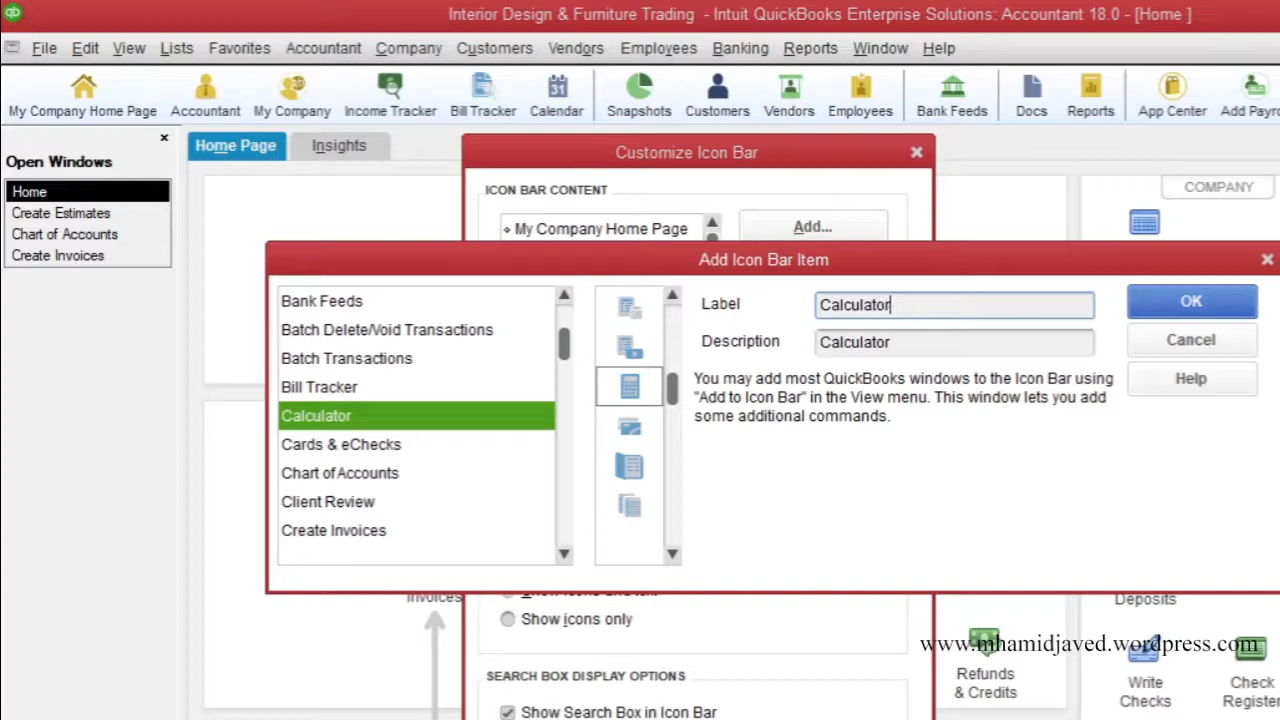 Interior Design & Furniture Trading - Intuit QuickBooks Enterprise Solutions: Accountant 18.0 - [Home ]
File Edit View Lists Favorites Accountant Company Customers Vendors Employees Banking Reports Window Help
31
My Company Home Page Accountant My Company Income Tracker Bill Tracker Calendar Snapshots Customers Vendors Employees Bank Feeds Docs Reports App Center Add Payro
Open Windows
Home
Create Estimates
Chart of Accounts
Create Invoices
Home Page Insights
Customize Icon Bar
ICON BAR CONTENT
My Company Home Page
Add...
COMPANY
Add Icon Bar Item
Bank Feeds
Batch Delete/Void Transactions
Batch Transactions
Bill Tracker
Calculator
Cards & eChecks
Chart of Accounts
Client Review
Create Invoices
Label Calculator
Description Calculator
You may add most QuickBooks windows to the Icon Bar using
"Add to Icon Bar" in the View menu. This window lets you add
some additional commands.
OK
Cancel
Help
Invoices
Show icons only
SEARCH BOX DISPLAY OPTIONS
Show Search Box in Icon Bar
Deposits
www.mhamidjaved.wordpress.com
Refunds
& Credits
Write
Checks
Check
Register